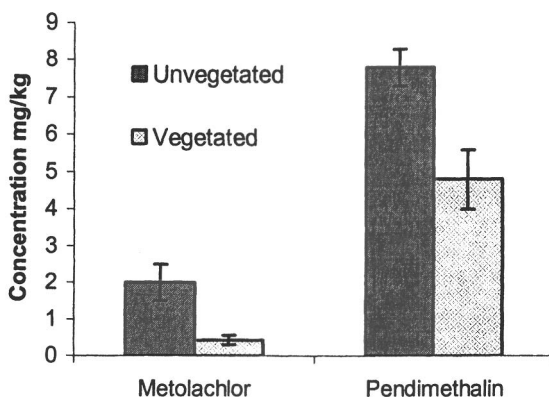 Concentration mg/kg
9
8
7
6
5
4
3
2
1
0
Unvegetated
Vegetated
Metolachlor
Pendimethalin